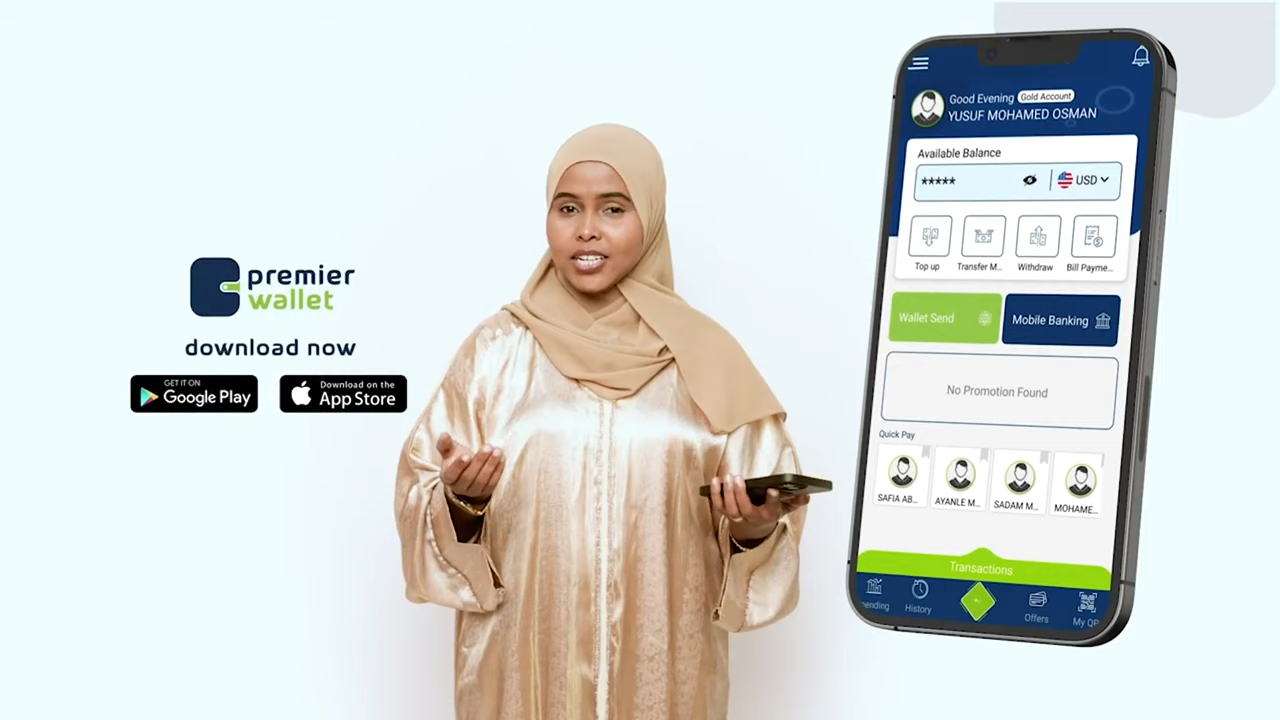 premier
wallet
download now
GET IT ON
Google Play
Download on the
App Store
Good Evening Gold Account
YUSUF MOHAMED OSMAN
Available Balance
***** USD
Top up Transfer M... Withdraw Bill Payme...
Wallet Send Mobile Banking
No Promotion Found
Quick Pay
SAFIA AB... AYANLE M... SADAM M... MOHAME...
Transactions
ending History Offers My QR